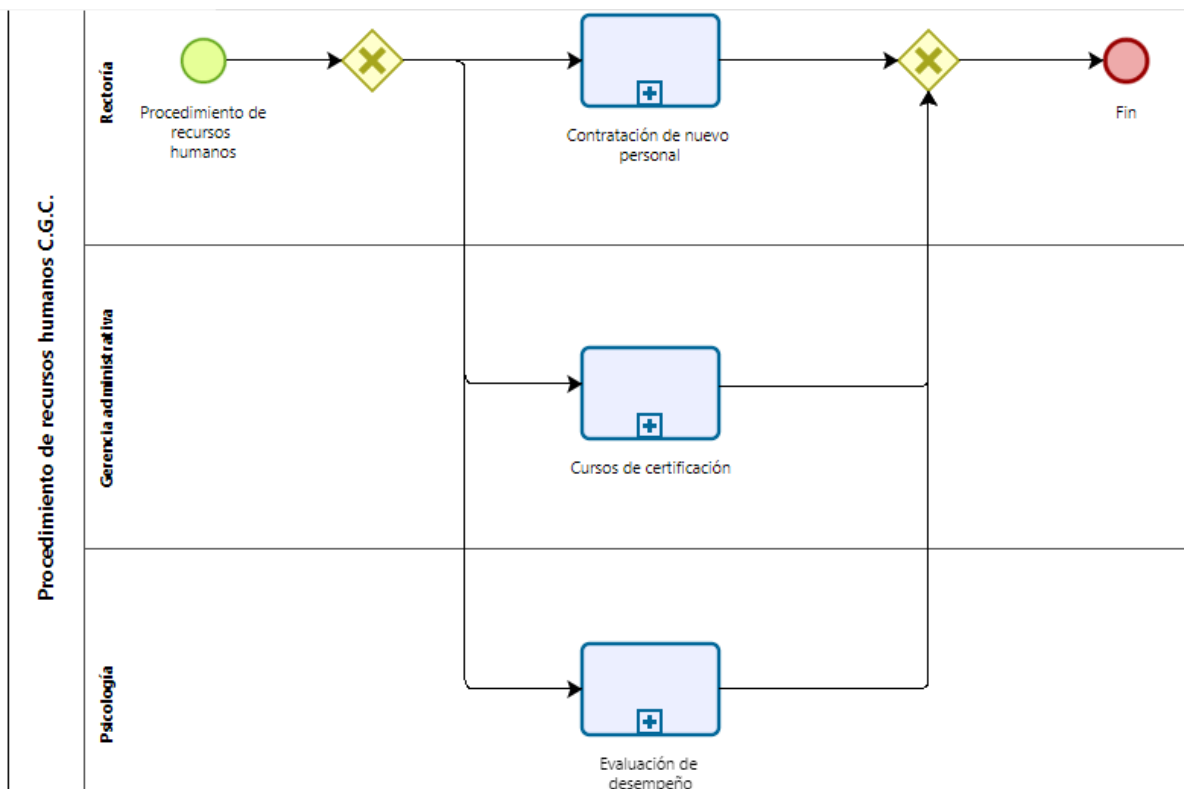 Procedimiento de recursos humanos C.G.C.
Rectoría
Procedimiento de
recursos
humanos
Contratación de nuevo
personal
Fin
Gerencia administrativa
Cursos de certificación
Psicología
Evaluación de
desempeño